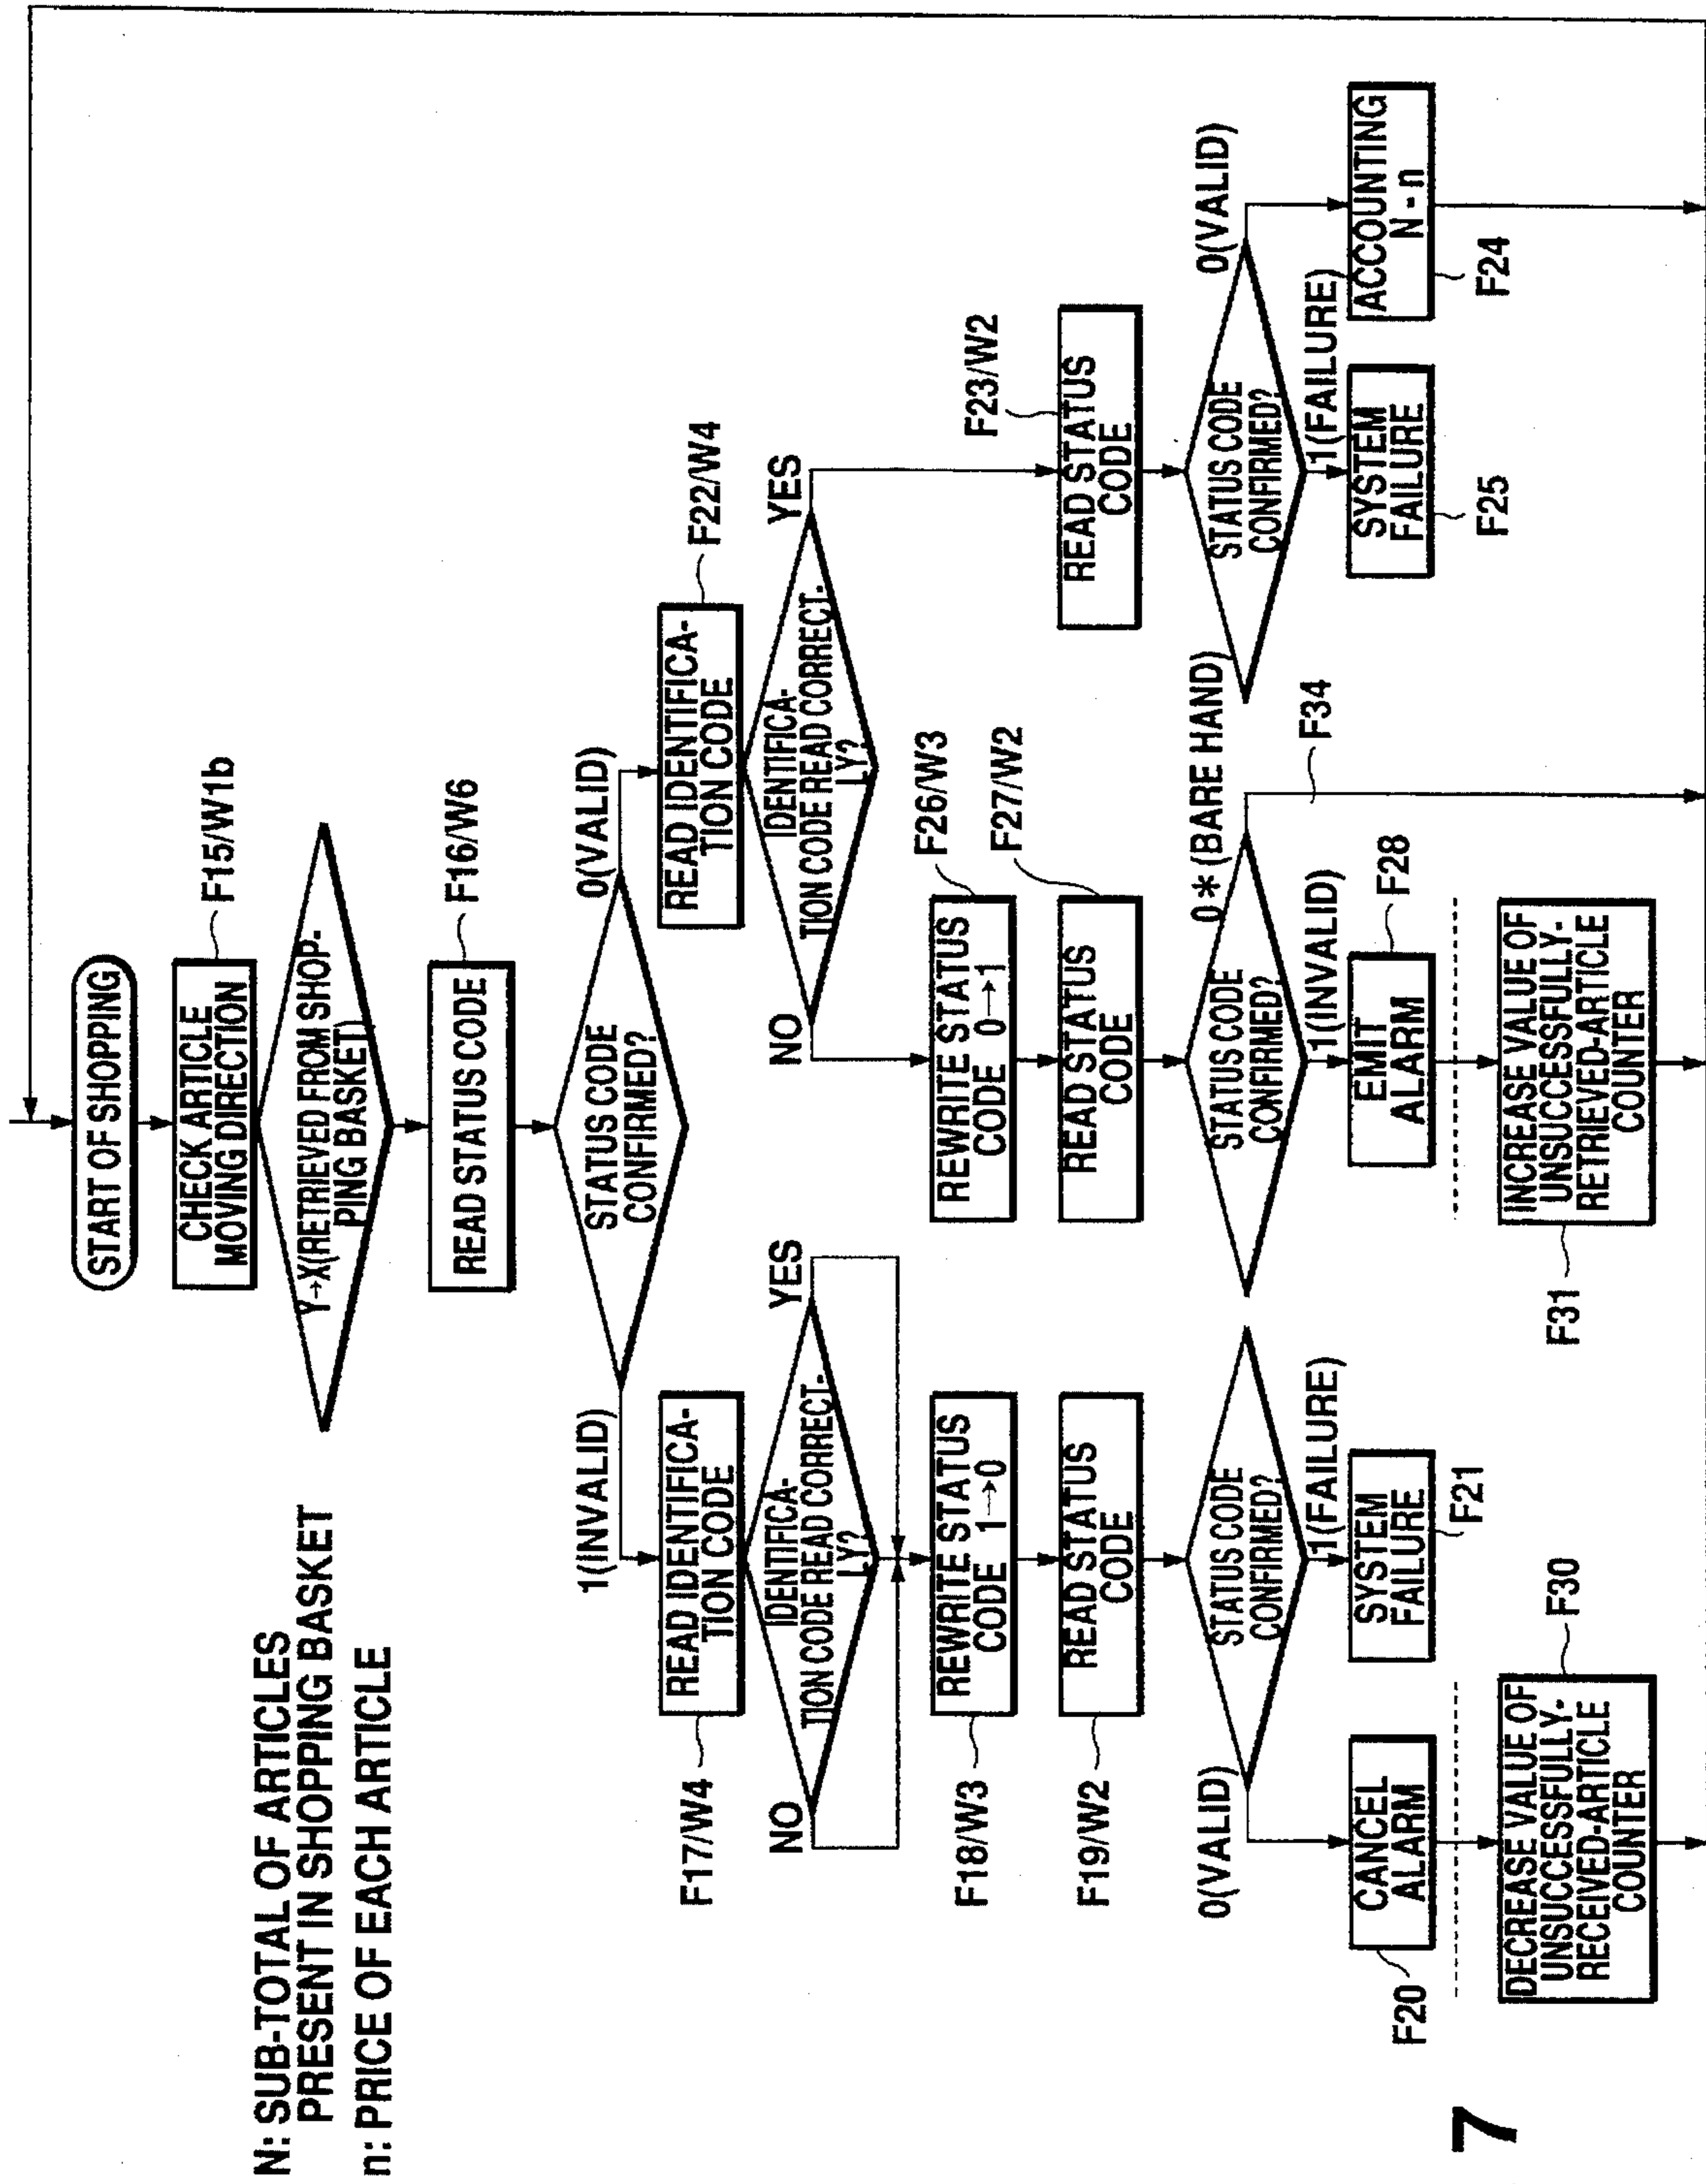 N: SUB-TOTAL OF ARTICLES
PRESENT IN SHOPPING BASKET
n: PRICE OF EACH ARTICLE
START OF SHOPPING
CHECK ARTICLE
MOVING DIRECTION
F15/W1b
Y→X(RETRIEVED FROM SHOP-
PING BASKET)
READ STATUS CODE
F16/W6
STATUS CODE
CONFIRMED?
1(INVALID)
0(VALID)
READ IDENTIFICA-
TION CODE
F17/W4
IDENTIFICA-
TION CODE READ CORRECT-
LY?
NO
YES
REWRITE STATUS
CODE 1→0
F18/W3
READ STATUS
CODE
F19/W2
STATUS CODE
CONFIRMED?
0(VALID)
1(FAILURE)
CANCEL
ALARM
F20
SYSTEM
FAILURE
F21
DECREASE VALUE OF
UNSUCCESSFULLY-
RECEIVED-ARTICLE
COUNTER
F30
READ IDENTIFICA-
TION CODE
F22/W4
IDENTIFICA-
TION CODE READ CORRECT-
LY?
NO
YES
REWRITE STATUS
CODE 0→1
F26/W3
READ STATUS
CODE
F27/W2
STATUS CODE
CONFIRMED?
0*(BARE HAND)
F34
1(INVALID)
EMIT
ALARM
F28
INCREASE VALUE OF
UNSUCCESSFULLY-
RETRIEVED-ARTICLE
COUNTER
F31
READ STATUS
CODE
F23/W2
STATUS CODE
CONFIRMED?
0(VALID)
1(FAILURE)
SYSTEM
FAILURE
F25
ACCOUNTING
N - n
F24
7